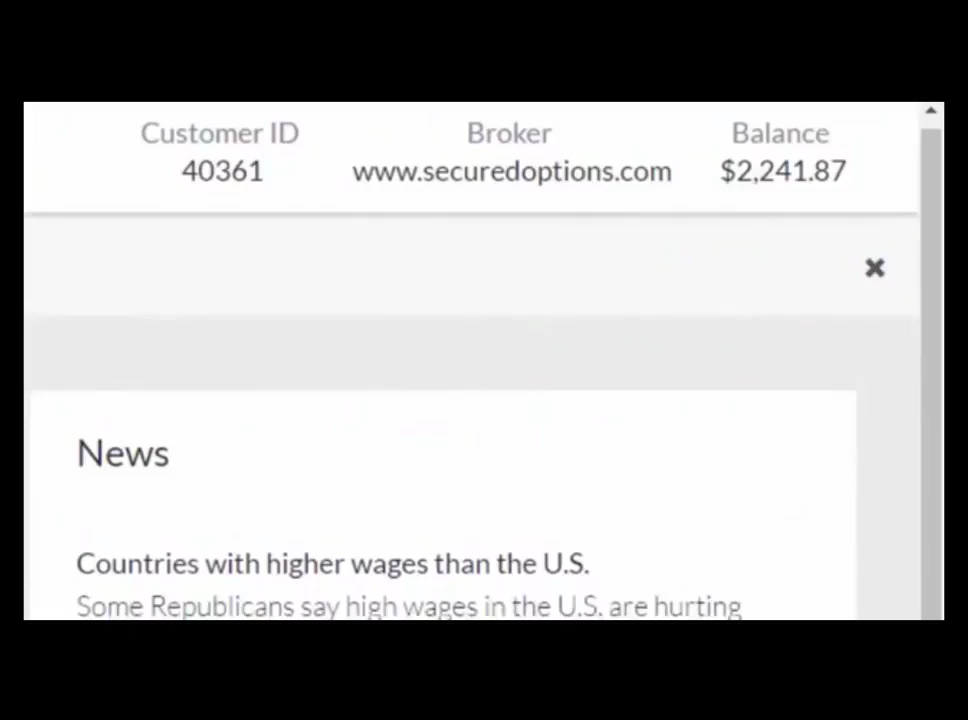 Customer ID Broker Balance
40361 www.securedoptions.com $2,241.87
News
Countries with higher wages than the U.S.
Some Republicans say high wages in the U.S. are hurting